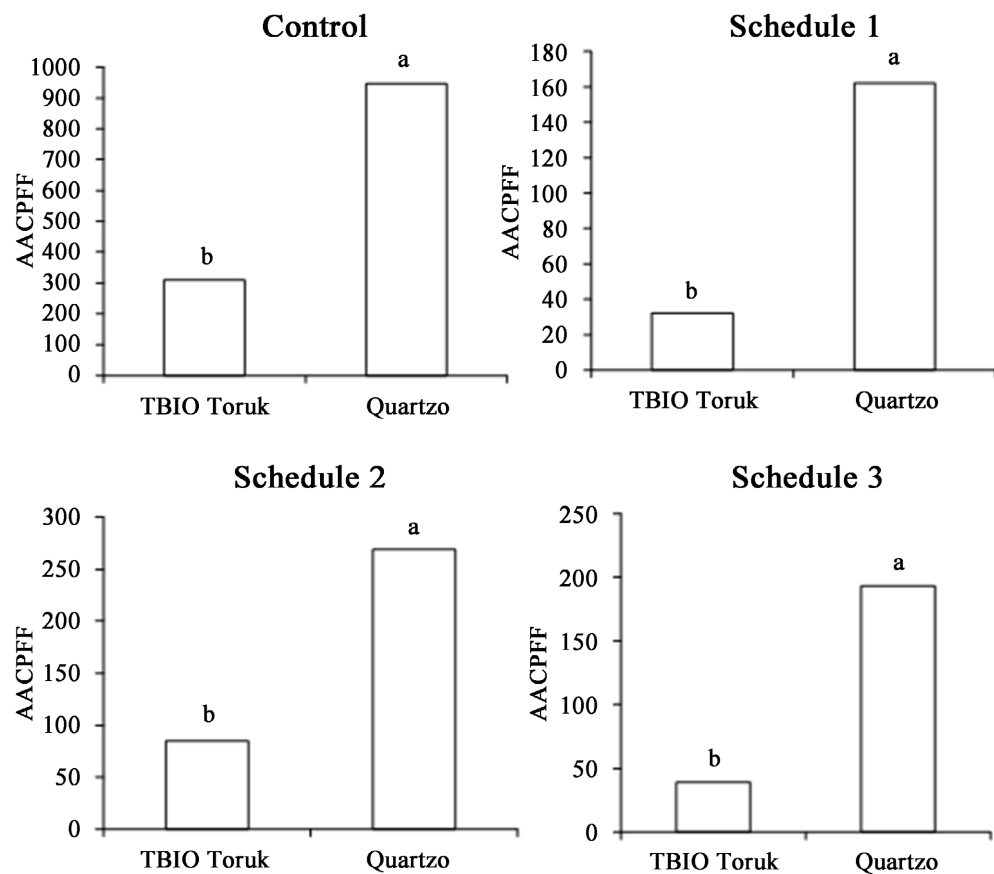 Control
AACPFF
1000
900
800
700
600
500
400
300
200
100
0
b
a
TBIO Toruk
Quartzo
Schedule 1
AACPFF
180
160
140
120
100
80
60
40
20
0
b
a
TBIO Toruk
Quartzo
Schedule 2
AACPFF
300
250
200
150
100
50
0
b
a
TBIO Toruk
Quartzo
Schedule 3
AACPFF
250
200
150
100
50
0
b
a
TBIO Toruk
Quartzo